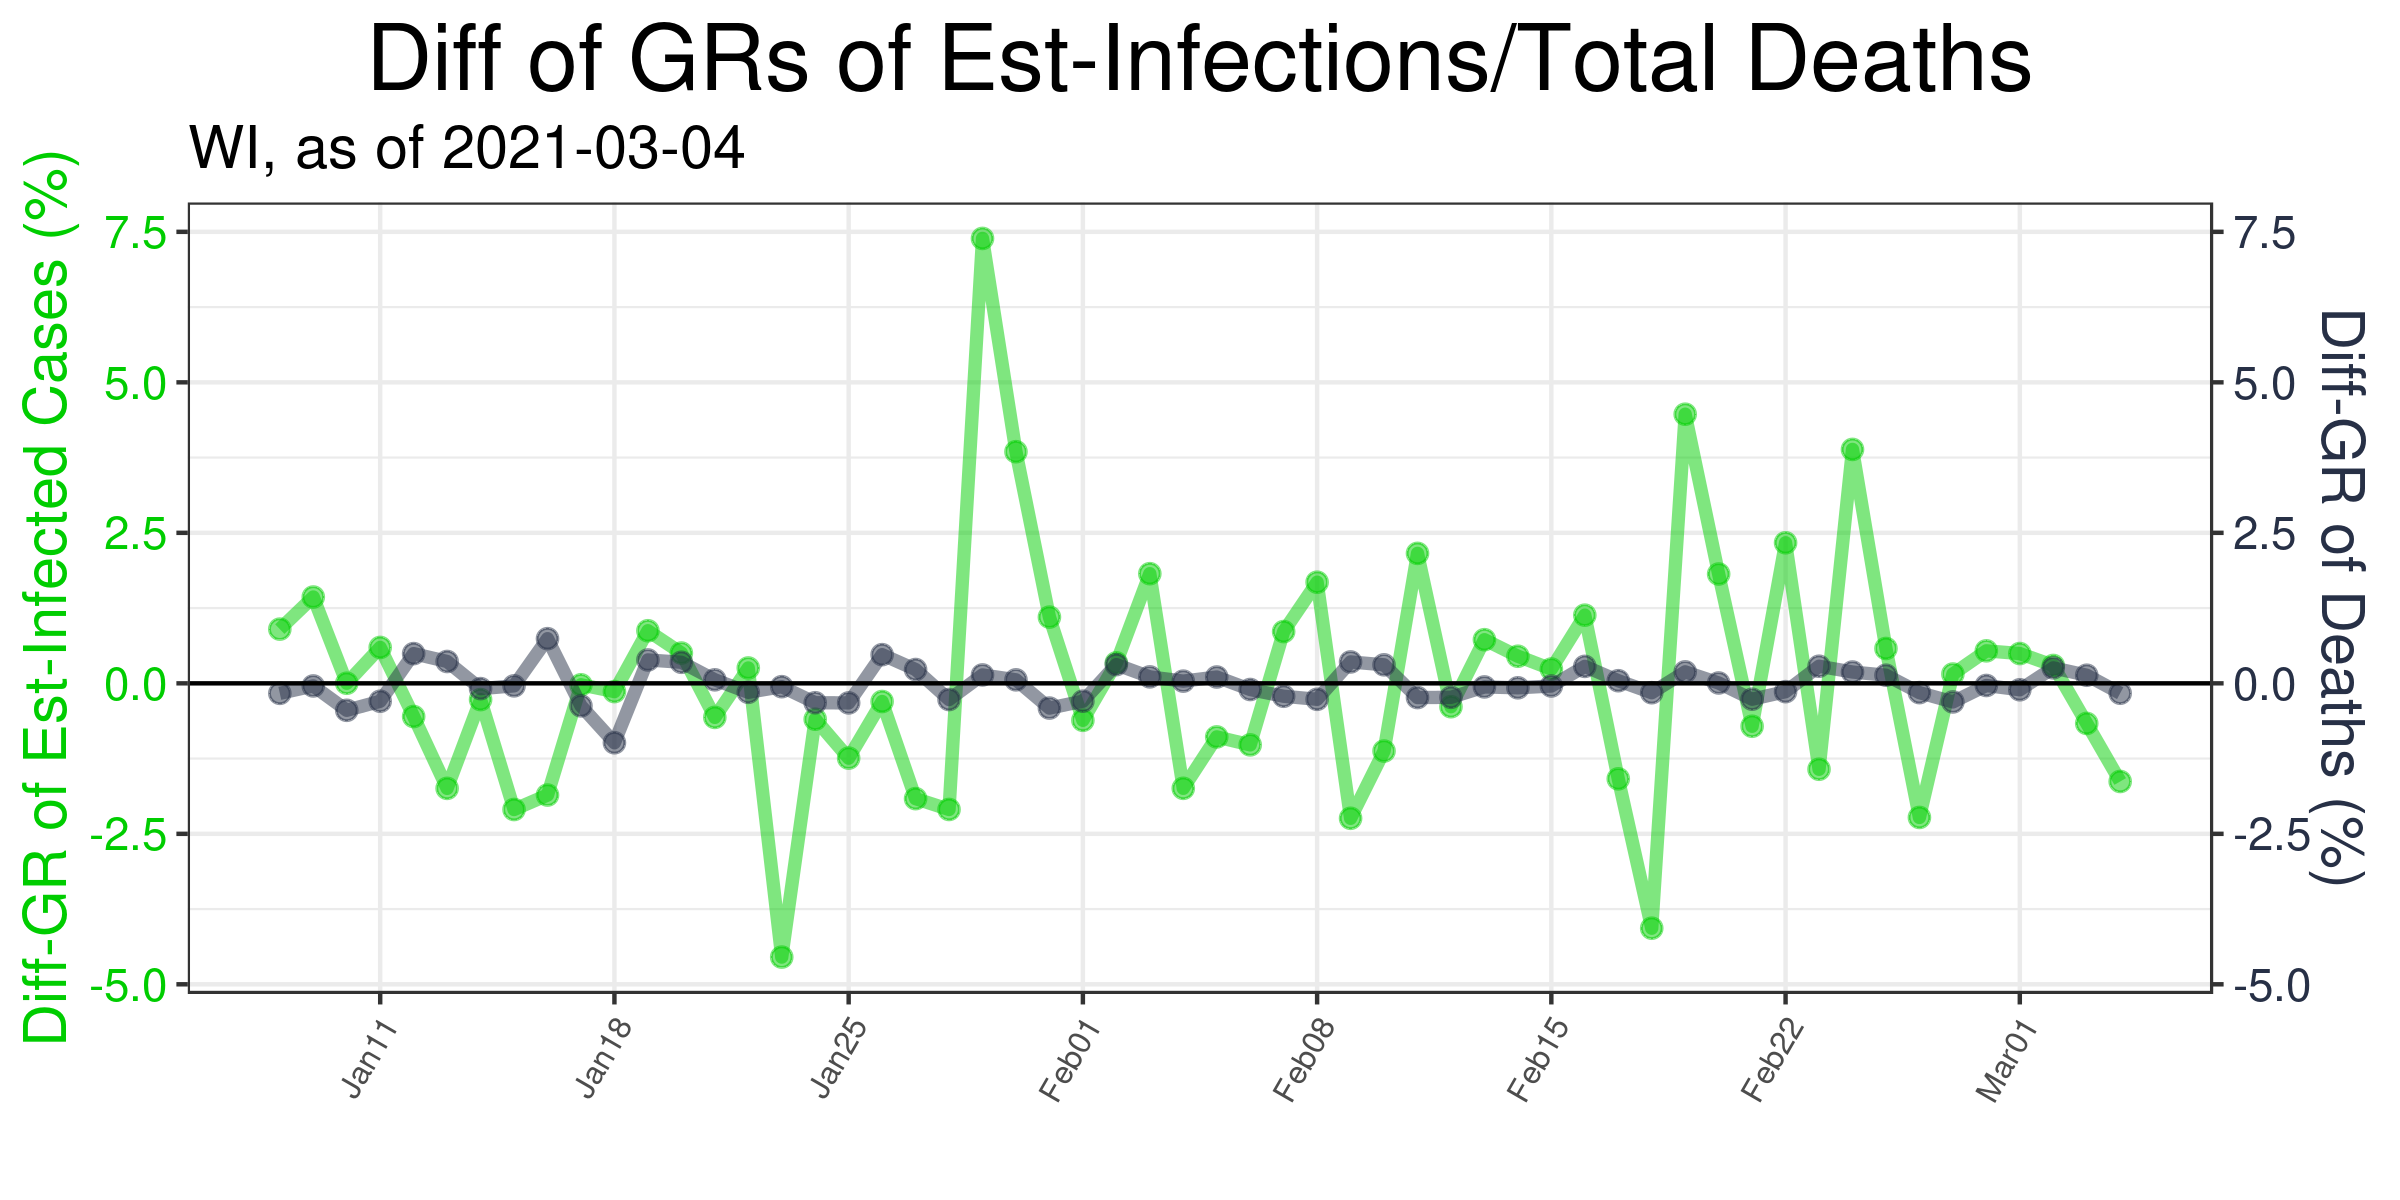 Diff of GRs of Est-Infections/Total Deaths
WI, as of 2021-03-04
Diff-GR of Est-Infected Cases (%)
7.5
5.0
2.5
0.0
-2.5
-5.0
7.5
5.0
2.5
0.0
-2.5
-5.0
Diff-GR of Deaths (%)
Jan11
Jan18
Jan25
Feb01
Feb08
Feb15
Feb22
Mar01